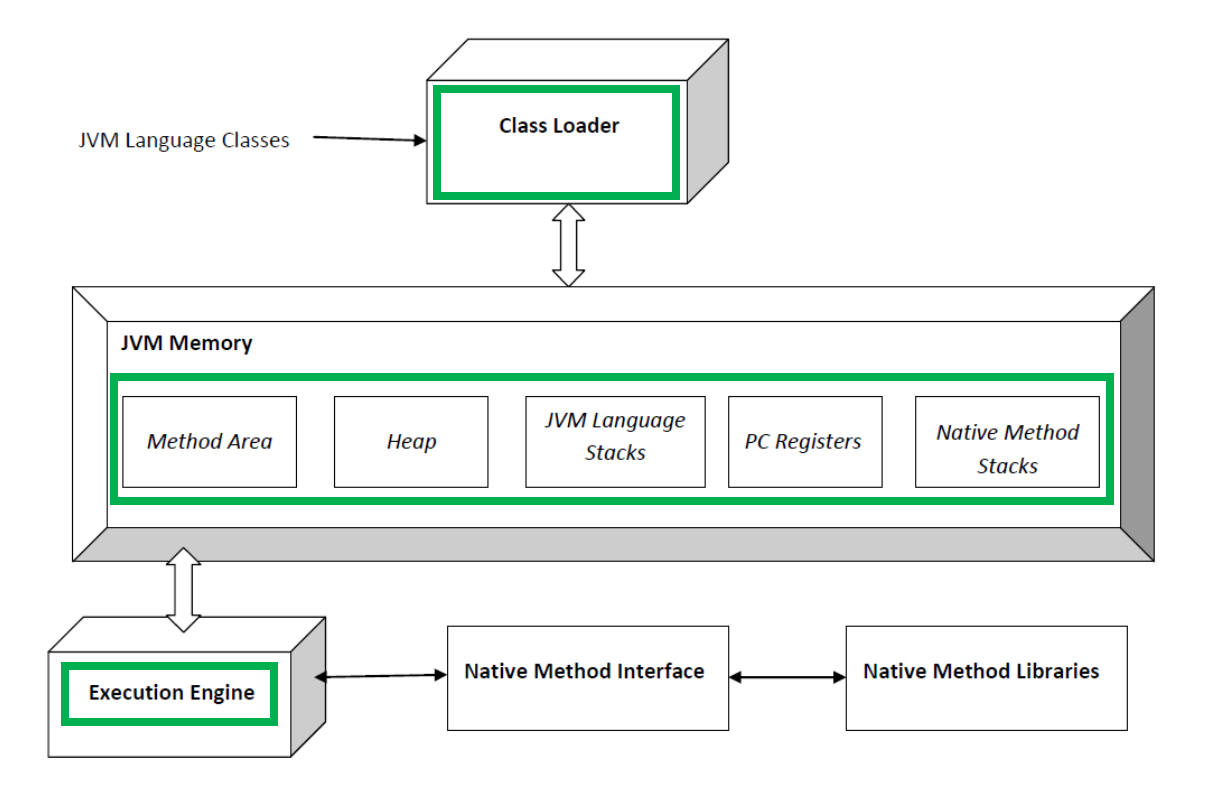 Class Loader
JVM Language Classes
JVM Memory
Method Area
Heap
JVM Language
Stacks
PC Registers
Native Method
Stacks
Execution Engine
Native Method Interface
Native Method Libraries